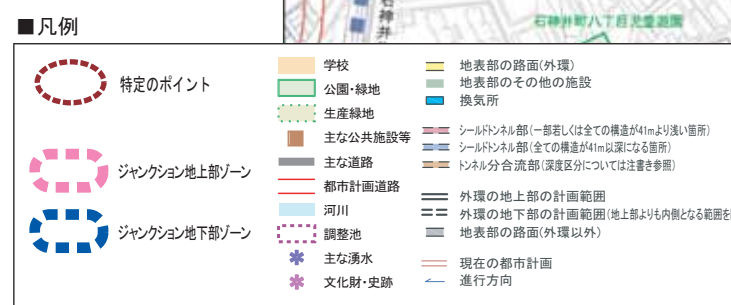 ■凡例
石神井
石神井町八丁目児童遊園
特定のポイント
ジャンクション地上部ゾーン
ジャンクション地下部ゾーン
学校
公園・緑地
生産緑地
主な公共施設等
主な道路
都市計画道路
河川
調整池
主な湧水
文化財・史跡
地表部の路面(外環)
地表部のその他の施設
換気所
シールドトンネル部(一部若しくは全ての構造が41mより浅い箇所)
シールドトンネル部(全ての構造が41m以深になる箇所)
トンネル分合流部(深度区分については注書き参照)
外環の地上部の計画範囲
外環の地下部の計画範囲(地上部よりも内側となる範囲を
地表部の路面(外環以外)
現在の都市計画
進行方向